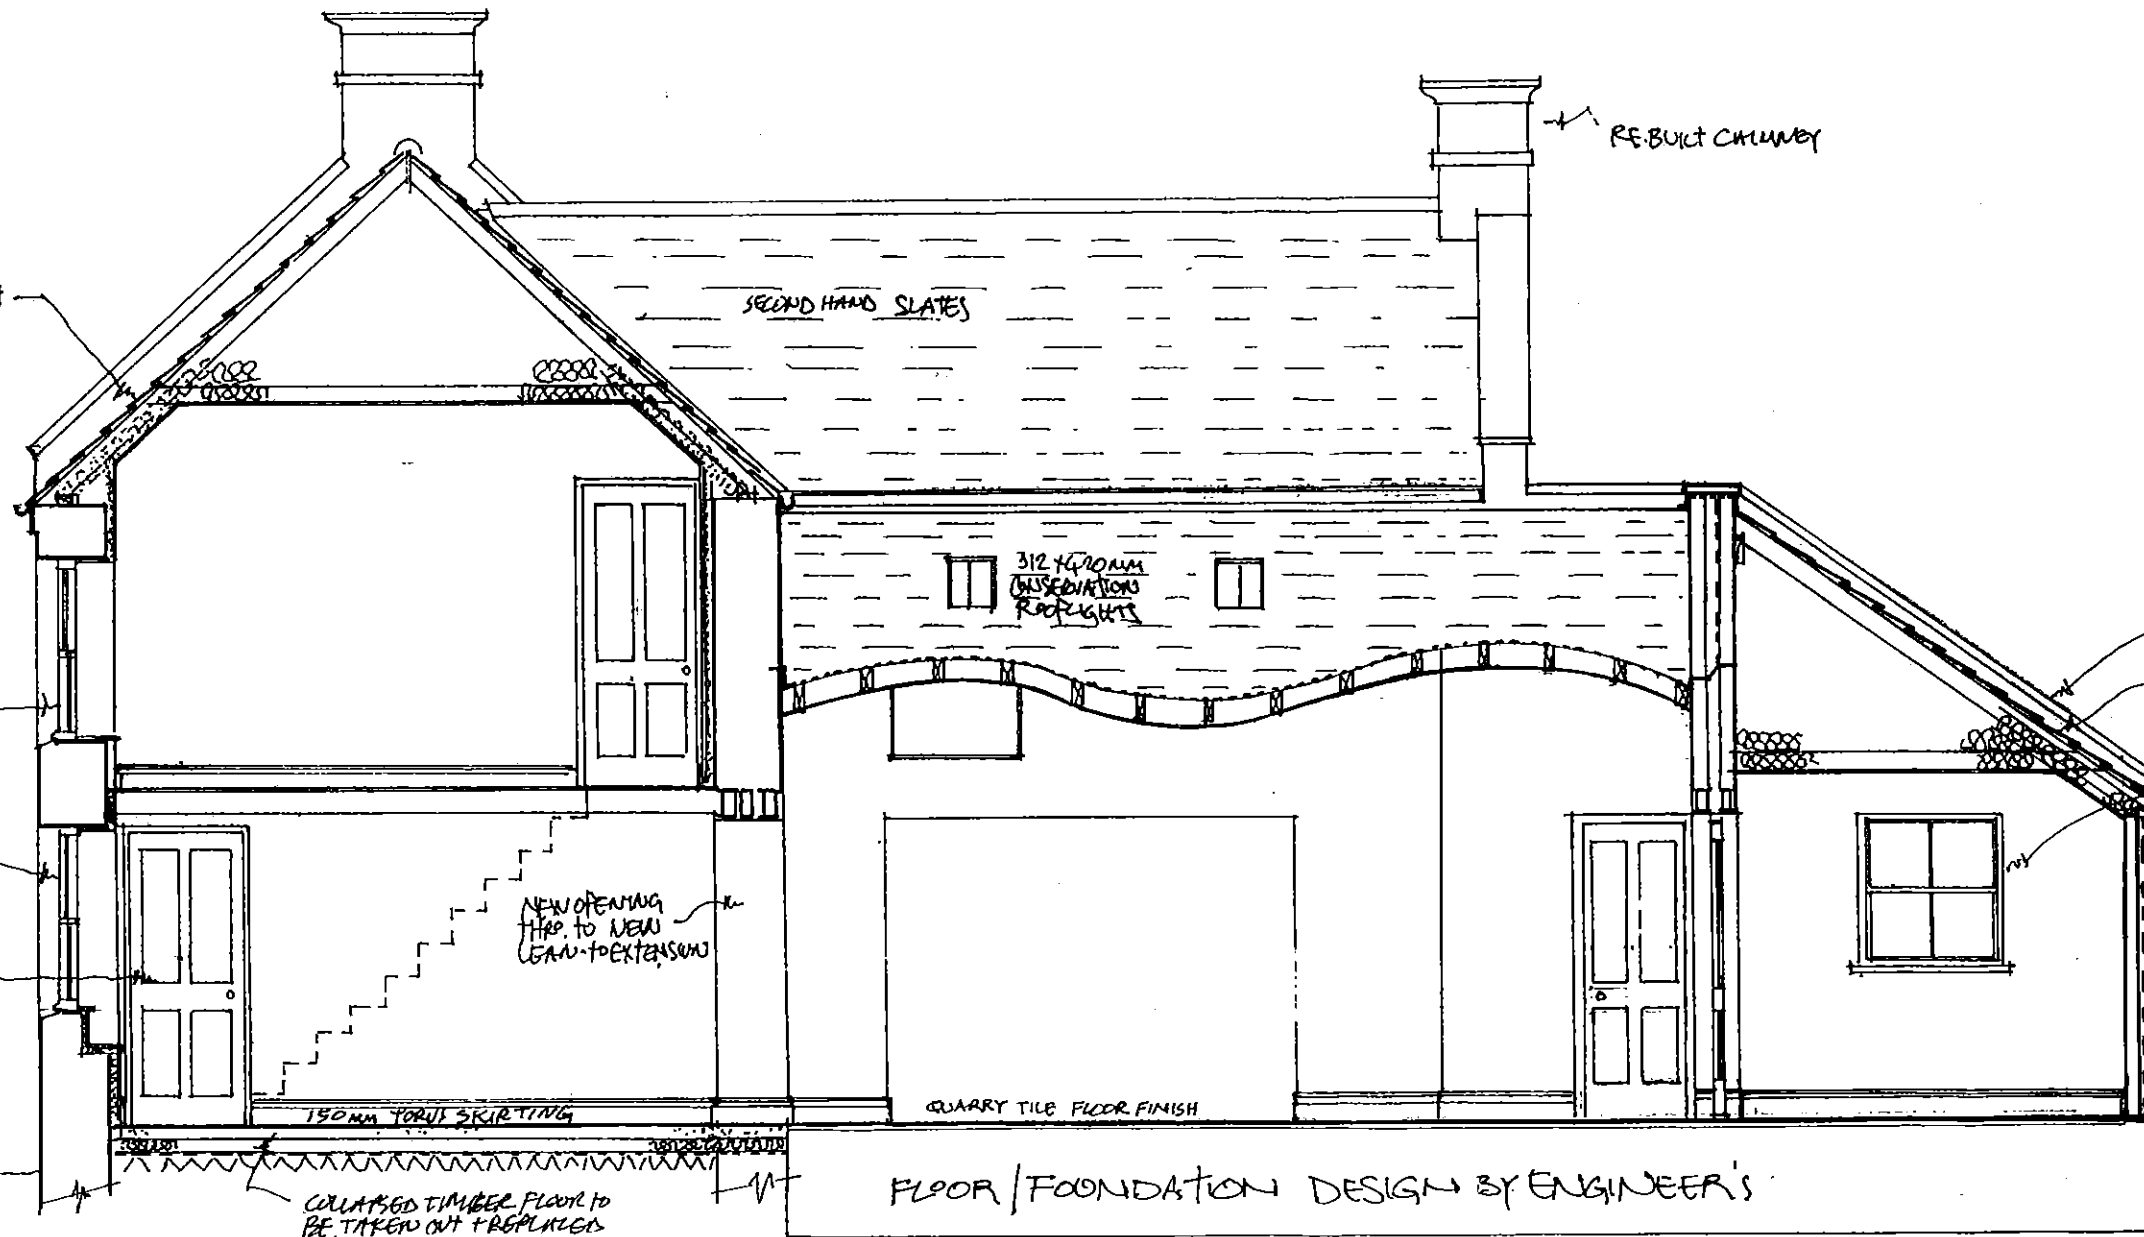 RE.BUILT CHIMNEY
SECOND HAND SLATES
312 x 420MM
CONSERVATION
ROOFLIGHTS
NEW OPENING
THRO. TO NEW
LEAN-TO EXTENSION
150MM TORUS SKIRTING
QUARRY TILE FLOOR FINISH
FLOOR/FOUNDATION DESIGN BY ENGINEER'S
COLLAPSED TIMBER FLOOR TO
BE TAKEN OUT + REPLACED